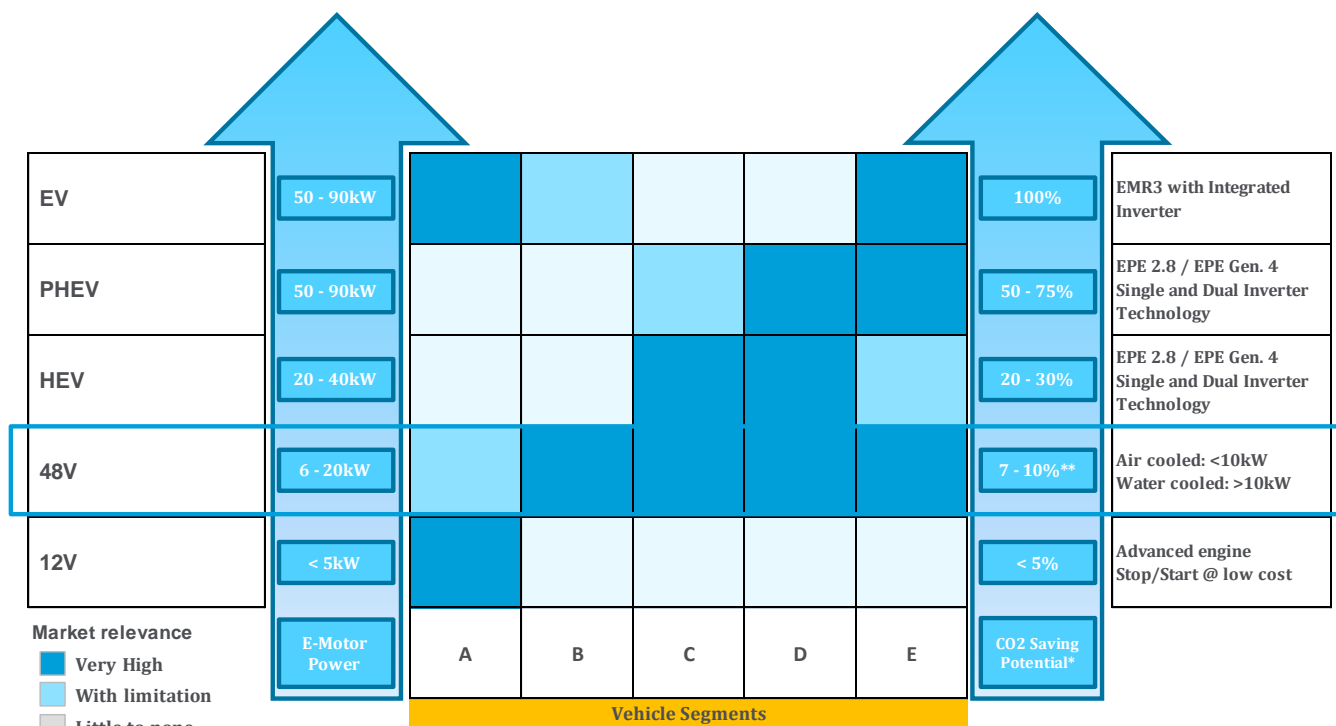 EV
50 - 90kW
100%
EMR3 with Integrated
Inverter
PHEV
50 - 90kW
50 - 75%
EPE 2.8 / EPE Gen. 4
Single and Dual Inverter
Technology
HEV
20 - 40kW
20 - 30%
EPE 2.8 / EPE Gen. 4
Single and Dual Inverter
Technology
48V
6 - 20kW
7 - 10%**
Air cooled: <10kW
Water cooled: >10kW
12V
< 5kW
< 5%
Advanced engine
Stop/Start @ low cost
Market relevance
Very High
With limitation
Little to none
E-Motor
Power
A
B
C
D
E
CO2 Saving
Potential*
Vehicle Segments